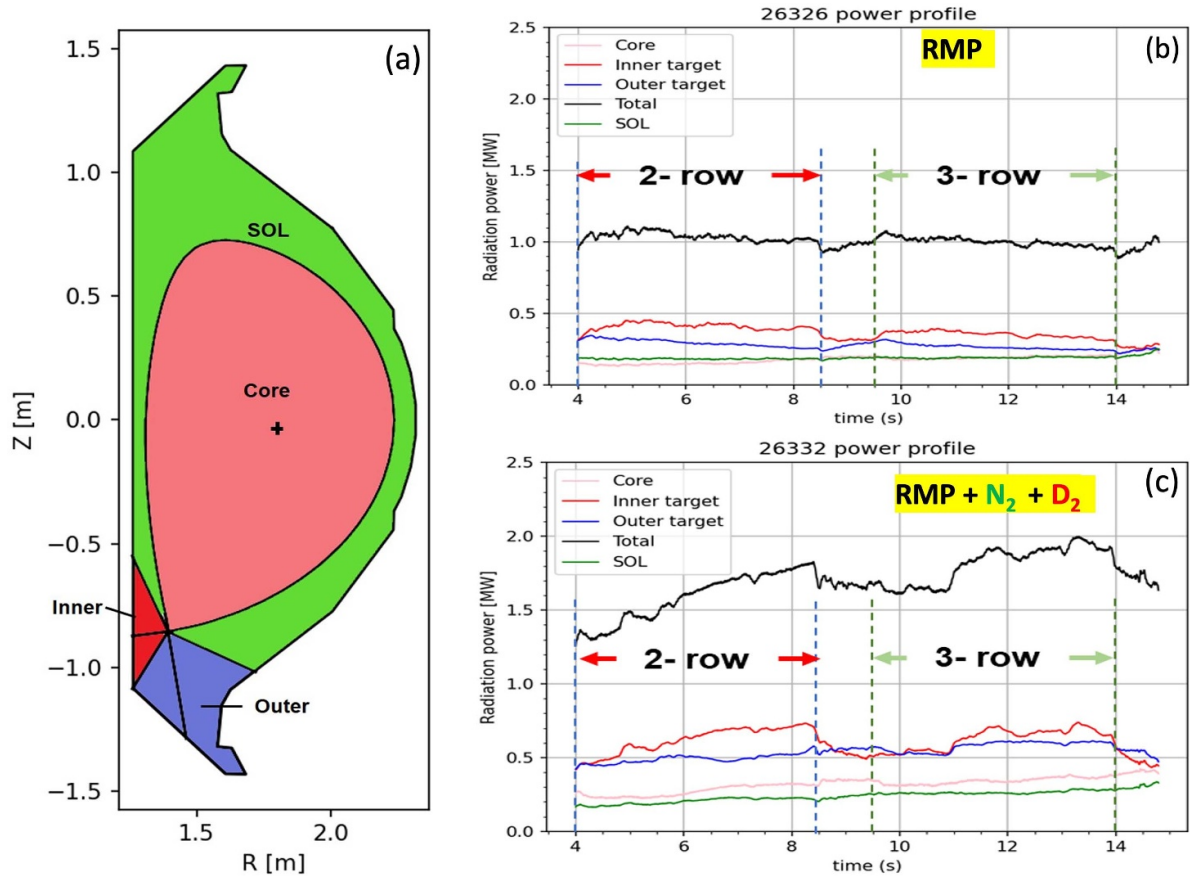 (a)
1.5
1.0
0.5
0.0
−0.5
−1.0
−1.5
Z [m]
SOL
Core
Inner
Outer
1.5 2.0
R [m]
26326 power profile
(b)
RMP
Core
Inner target
Outer target
Total
SOL
2- row
3- row
2.5
2.0
1.5
1.0
0.5
0.0
Radiation power [MW]
4 6 8 10 12 14
time (s)
26332 power profile
(c)
RMP + N2 + D2
Core
Inner target
Outer target
Total
SOL
2- row
3- row
2.5
2.0
1.5
1.0
0.5
0.0
Radiation power [MW]
4 6 8 10 12 14
time (s)